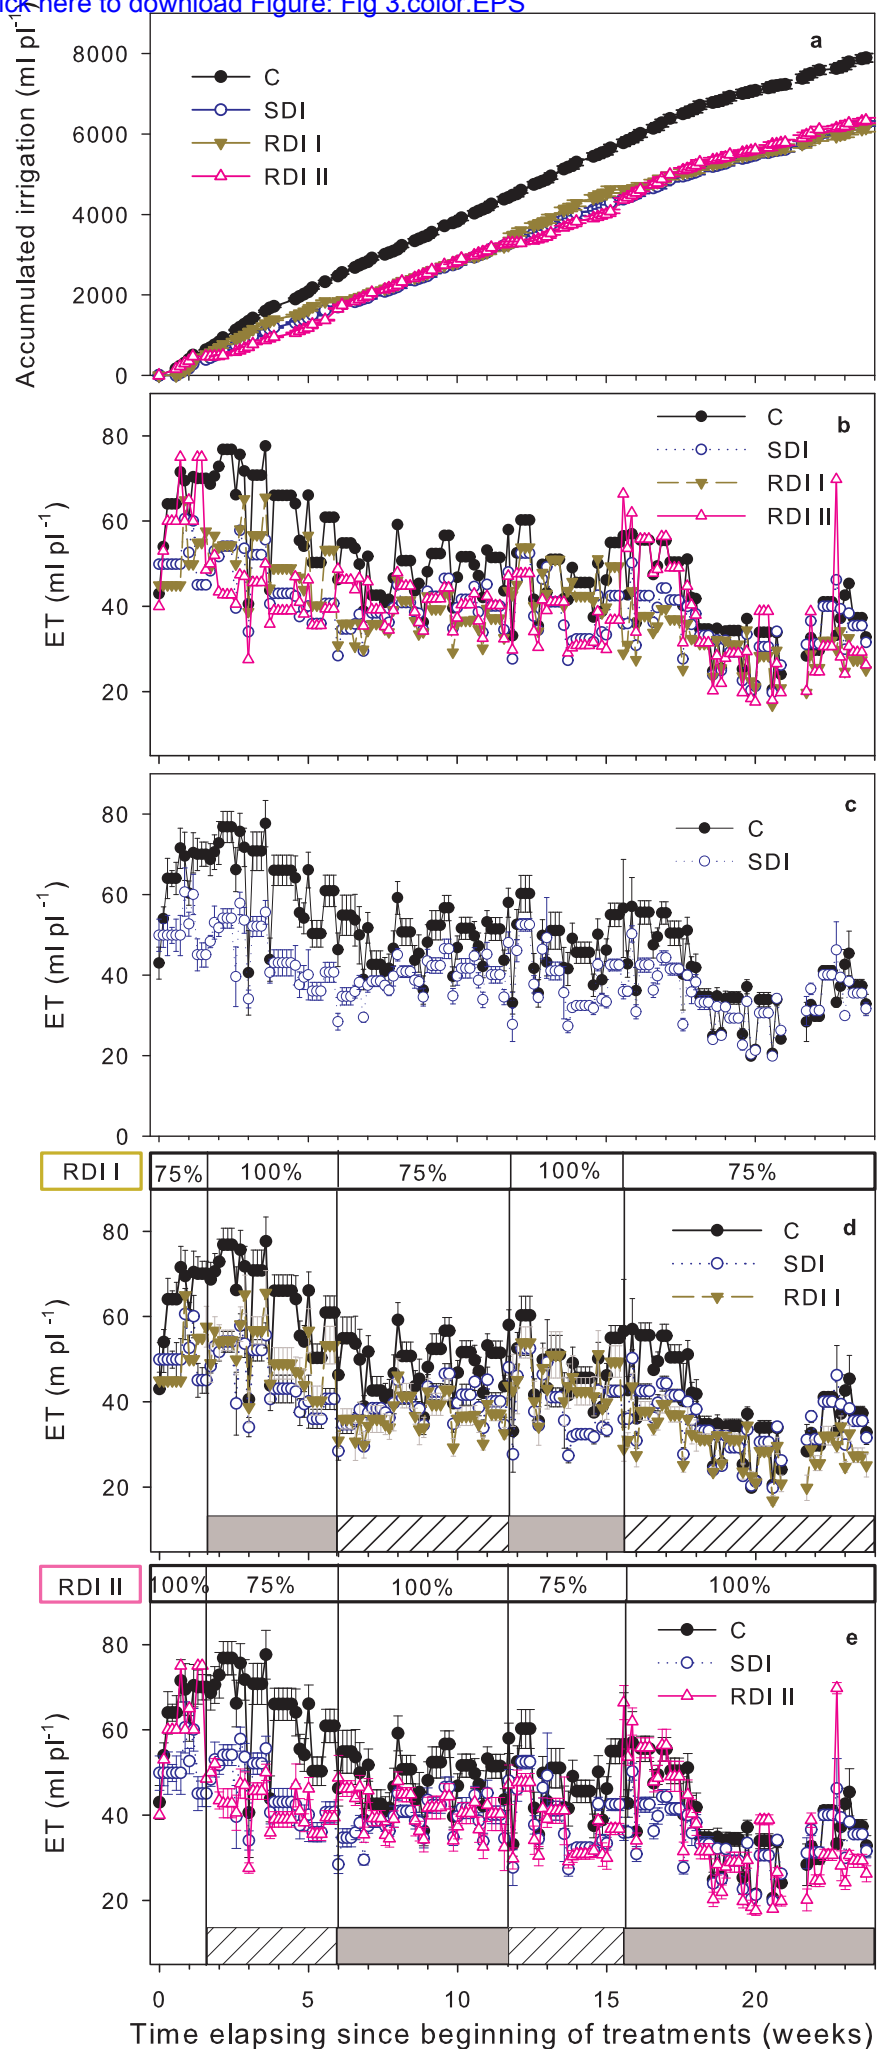 ick here to download Figure: Fig 3.color.EPS
Accumulated irrigation (ml pl⁻¹)
8000
6000
4000
2000
0
a
C
SDI
RDI I
RDI II
ET (ml pl⁻¹)
80
60
40
20
b
C
SDI
RDI I
RDI II
ET (ml pl⁻¹)
80
60
40
20
0
c
C
SDI
RDI I
75%
100%
75%
100%
75%
ET (m pl⁻¹)
80
60
40
20
d
C
SDI
RDI I
RDI II
100%
75%
100%
75%
100%
ET (ml pl⁻¹)
80
60
40
20
e
C
SDI
RDI II
0 5 10 15 20
Time elapsing since beginning of treatments (weeks)